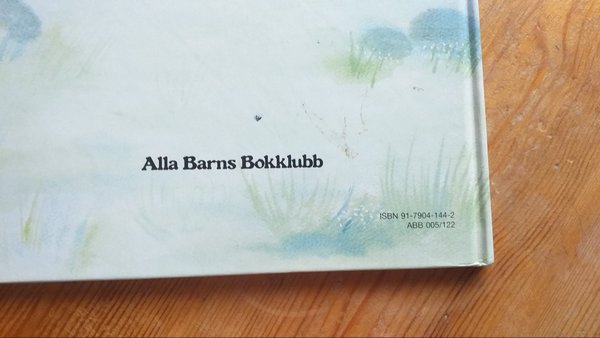 Alla Barns Bokklubb
ISBN 91-7904-144-2
ABB 005/122